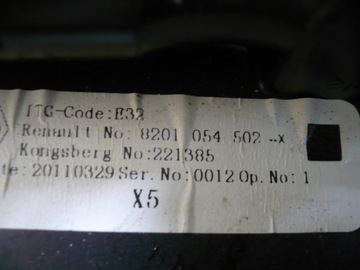 ITG-Code:E32
Renault No: 8201 054 502 --X
Kongsberg No:221385
te:20110329 Ser. No:0012 Op. No: 1
X5